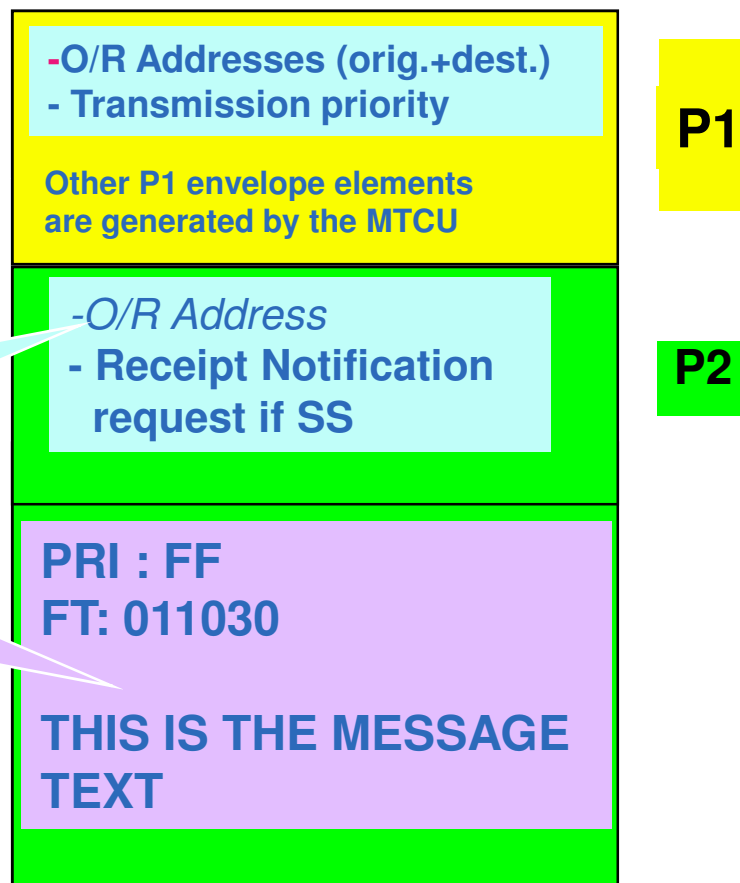 -O/R Addresses (orig.+dest.)
- Transmission priority
Other P1 envelope elements
are generated by the MTCU
P1
-O/R Address
- Receipt Notification
request if SS
P2
PRI : FF
FT: 011030
THIS IS THE MESSAGE
TEXT